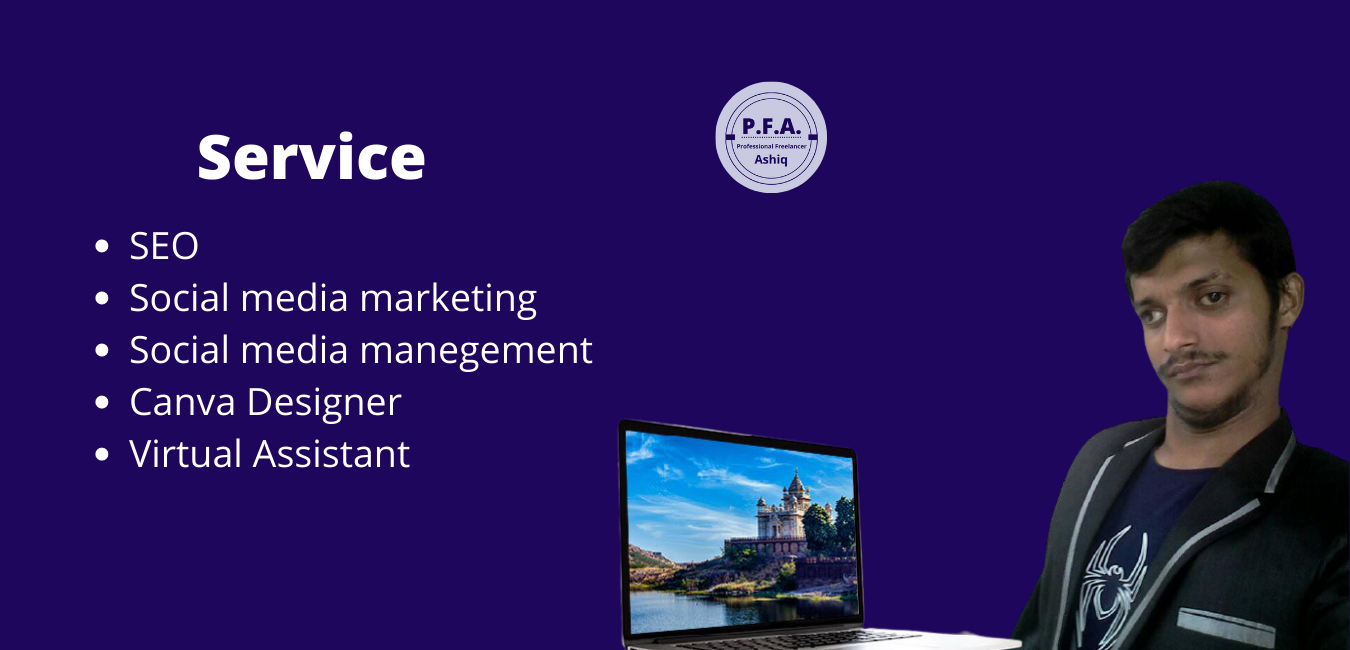 Service
SEO
Social media marketing
Social media manegement
Canva Designer
Virtual Assistant
P.F.A.
Professional Freelancer
Ashiq